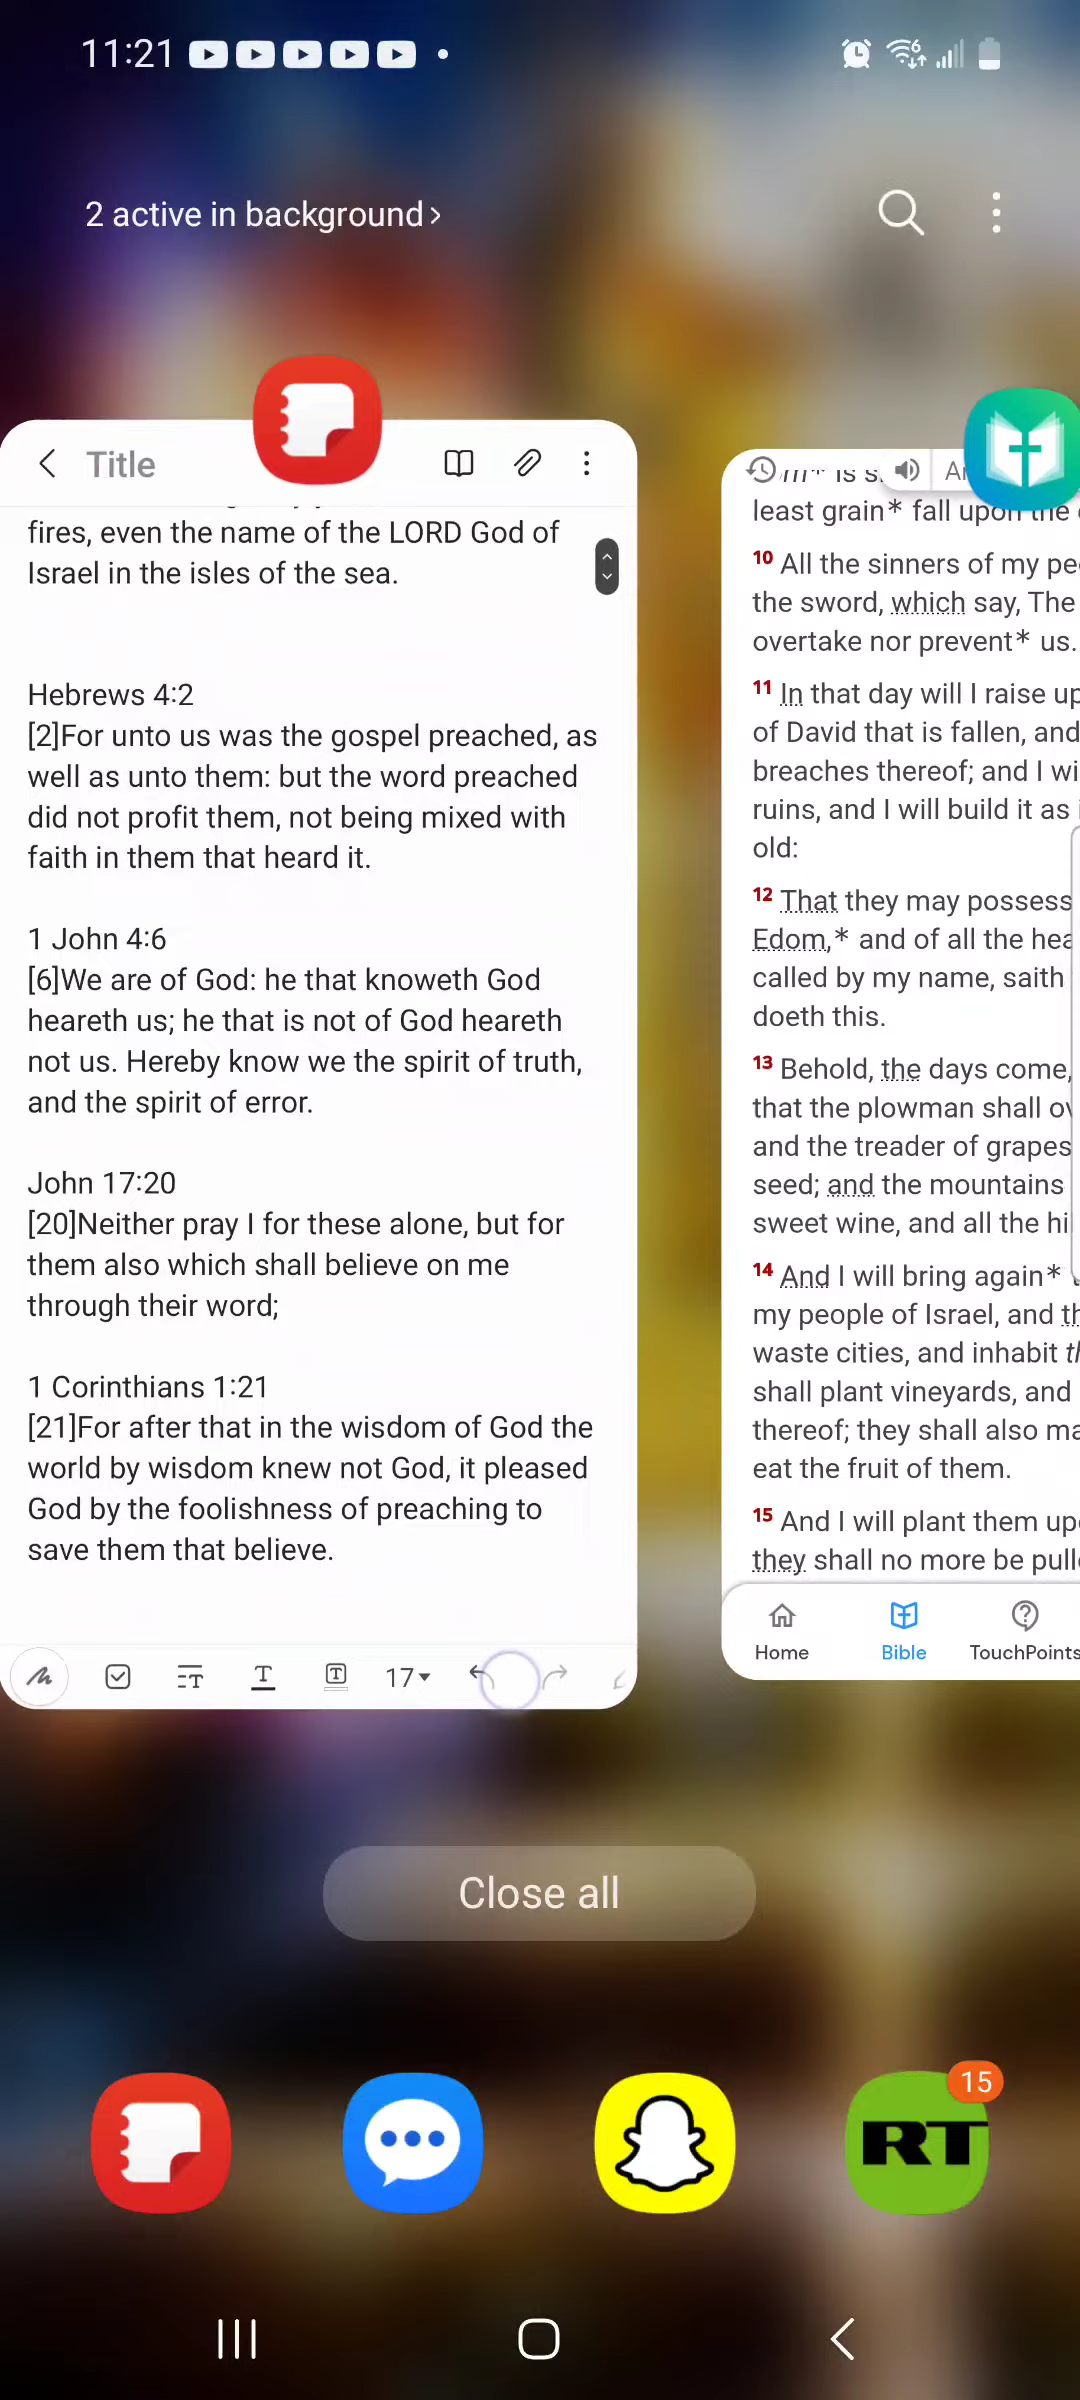 11:21
2 active in background
Title
fires, even the name of the LORD God of
Israel in the isles of the sea.
Hebrews 4:2
[2]For unto us was the gospel preached, as
well as unto them: but the word preached
did not profit them, not being mixed with
faith in them that heard it.
1 John 4:6
[6]We are of God: he that knoweth God
heareth us; he that is not of God heareth
not us. Hereby know we the spirit of truth,
and the spirit of error.
John 17:20
[20]Neither pray I for these alone, but for
them also which shall believe on me
through their word;
1 Corinthians 1:21
[21]For after that in the wisdom of God the
world by wisdom knew not God, it pleased
God by the foolishness of preaching to
save them that believe.
17
is
least grain* fall upon the
10 All the sinners of my
the sword, which say, The
overtake nor prevent* us.
11 In that day will I raise up
of David that is fallen, and
breaches thereof; and I
ruins, and I will build it as
old:
12 That they may possess
Edom,* and of all the
called by my name, saith
doeth this.
13 Behold, the days come,
that the plowman shall
and the treader of grapes
seed; and the mountains
sweet wine, and all the
14 And I will bring again*
my people of Israel, and
waste cities, and inhabit
shall plant vineyards, and
thereof; they shall also
eat the fruit of them.
15 And I will plant them
they shall no more be
Home
Bible
TouchPoints
Close all
15
RT